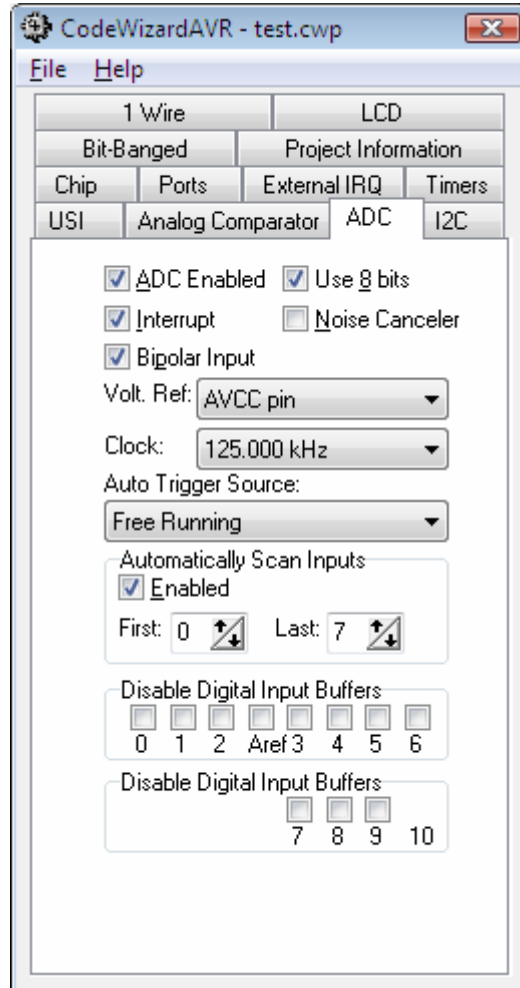 CodeWizardAVR - test.cwp
File Help
1 Wire LCD
Bit-Banged Project Information
Chip Ports External IRQ Timers
USI Analog Comparator ADC I2C
ADC Enabled Use 8 bits
Interrupt Noise Canceler
Bipolar Input
Volt. Ref: AVCC pin
Clock: 125.000 kHz
Auto Trigger Source:
Free Running
Automatically Scan Inputs
Enabled
First: 0 Last: 7
Disable Digital Input Buffers
0 1 2 Aref 3 4 5 6
Disable Digital Input Buffers
7 8 9 10